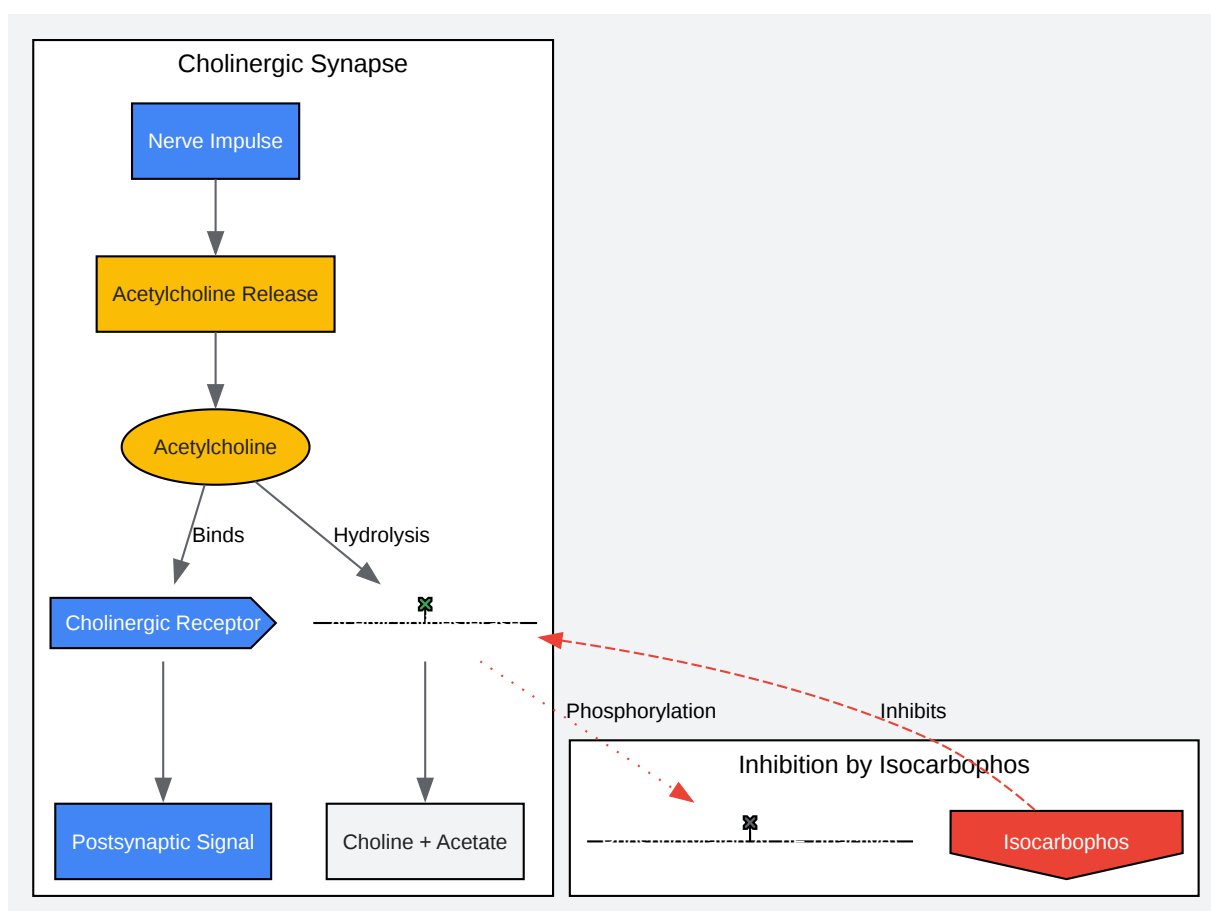 Cholinergic Synapse
Nerve Impulse
Acetylcholine Release
Acetylcholine
Binds
Hydrolysis
Cholinergic Receptor
Phosphorylation
Inhibits
Inhibition by Isocarbophos
Postsynaptic Signal
Choline + Acetate
Isocarbophos